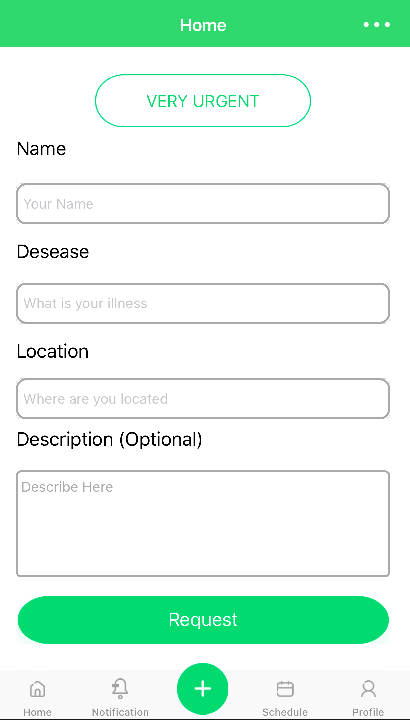 Home
VERY URGENT
Name
Your Name
Desease
What is your illness
Location
Where are you located
Description (Optional)
Describe Here
Request
Home Notification Schedule Profile